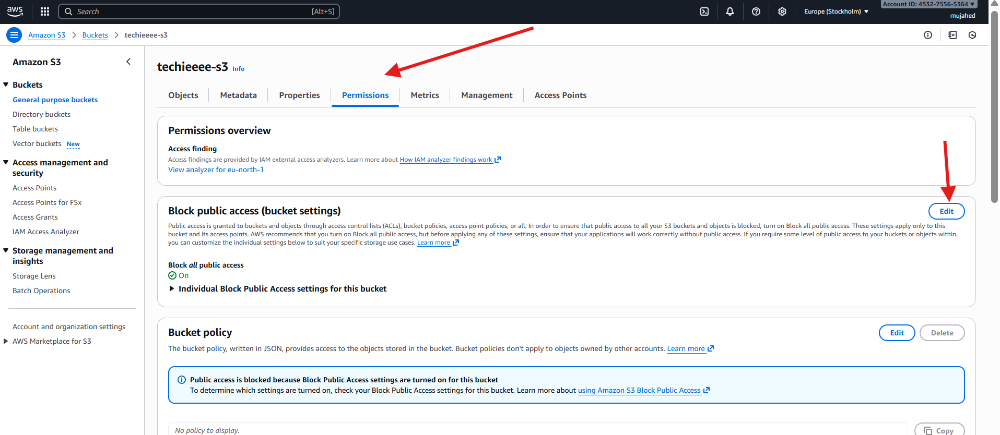 aws
Search [Alt+S]
Europe (Stockholm)
Account ID: 4532-7556-5364
mujahed
Amazon S3 Buckets techieeee-s3
Amazon S3
Buckets
General purpose buckets
Directory buckets
Table buckets
Vector buckets New
Access management and
security
Access Points
Access Points for FSx
Access Grants
IAM Access Analyzer
Storage management and
insights
Storage Lens
Batch Operations
Account and organization settings
AWS Marketplace for S3
techieeee-s3 Info
Objects Metadata Properties Permissions Metrics Management Access Points
Permissions overview
Access finding
Access findings are provided by IAM external access analyzers. Learn more about How IAM analyzer findings work
View analyzer for eu-north-1
Block public access (bucket settings)
Edit
Public access is granted to buckets and objects through access control lists (ACLs), bucket policies, access point policies, or all. In order to ensure that public access to all your S3 buckets and objects is blocked, turn on Block all public access. These settings apply only to this
bucket and its access points. AWS recommends that you turn on Block all public access, but before applying any of these settings, ensure that your applications will work correctly without public access. If you require some level of public access to your buckets or objects within,
you can customize the individual settings below to suit your specific storage use cases. Learn more
Block all public access
On
Individual Block Public Access settings for this bucket
Bucket policy
Edit Delete
The bucket policy, written in JSON, provides access to the objects stored in the bucket. Bucket policies don't apply to objects owned by other accounts. Learn more
Public access is blocked because Block Public Access settings are turned on for this bucket
To determine which settings are turned on, check your Block Public Access settings for this bucket. Learn more about using Amazon S3 Block Public Access
No policy to display.
Copy